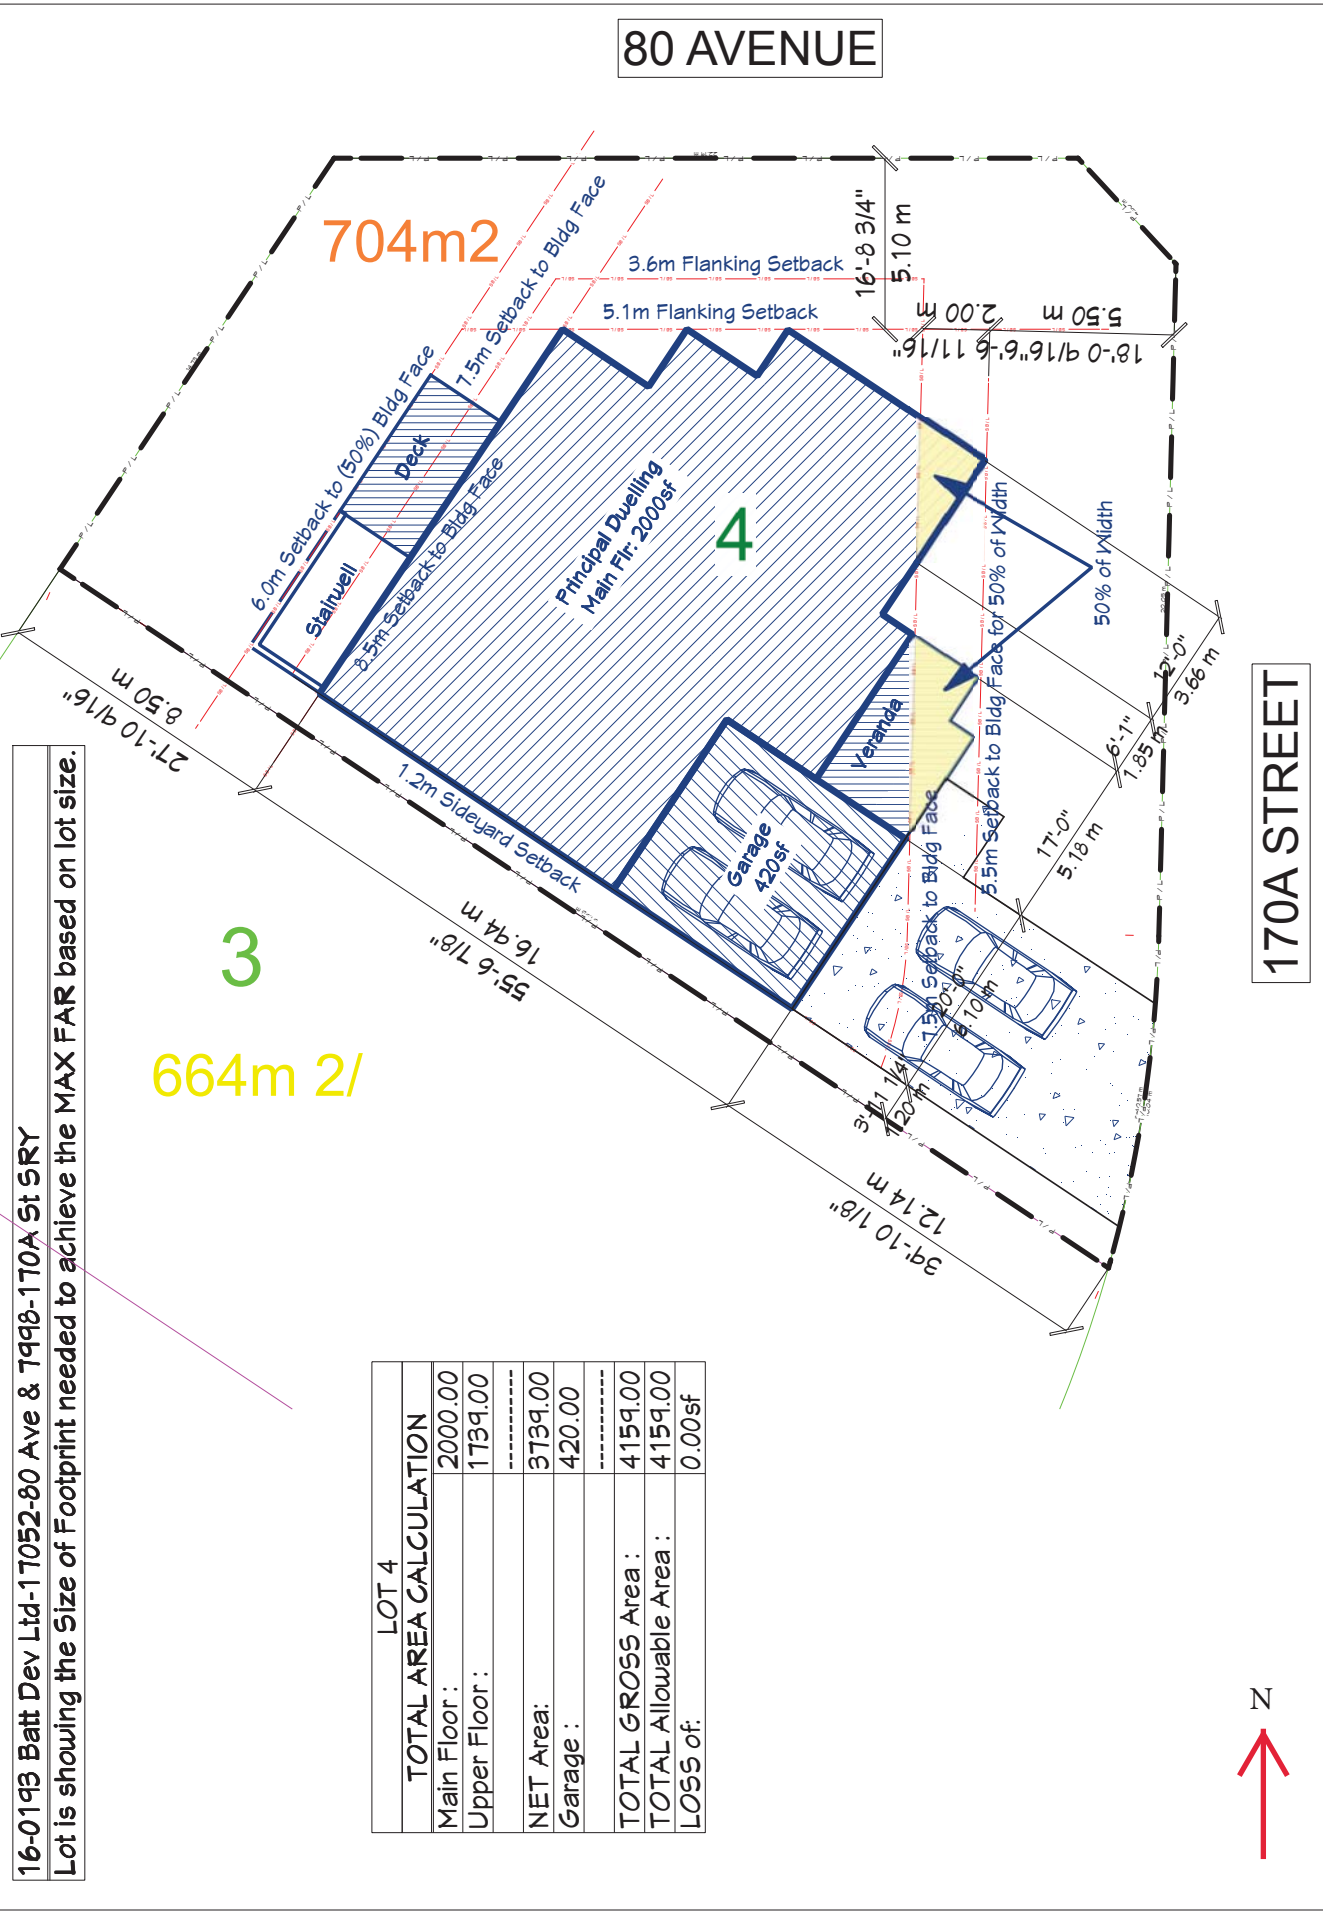 80 AVENUE
704m2
7.5m Setback to Bldg Face
3.6m Flanking Setback
5.1m Flanking Setback
16'-8 3/4"
5.10 m
2.00 m
5.50 m
6'-6 11/16"
18'-0 9/16"
6.0m Setback to (50%) Bldg Face
Deck
Stairwell
8.5m Setback to Bldg Face
Principal Dwelling
Main Flr: 2000sf
4
5.5m Setback to Bldg Face for 50% of Width
50% of Width
12'-0"
3.66 m
6'-1"
1.85 m
17'-0"
5.18 m
170A STREET
8.50 m
27'-10 9/16"
1.2m Sideyard Setback
Veranda
Garage
420sf
7.5m Setback to Bldg Face
20'-0"
6.10 m
3'-11 1/4"
1.20 m
16.94 m
55'-6 7/8"
12.14 m
39'-10 1/8"
3
664m 2/
16-0193 Batt Dev Ltd-17052-80 Ave & 7998-170A St SRY
Lot is showing the Size of Footprint needed to achieve the MAX FAR based on lot size.
LOT 4
TOTAL AREA CALCULATION
Main Floor : 2000.00
Upper Floor : 1739.00
-----------
NET Area: 3739.00
Garage : 420.00
-----------
TOTAL GROSS Area : 4159.00
TOTAL Allowable Area : 4159.00
LOSS of: 0.00sf
N